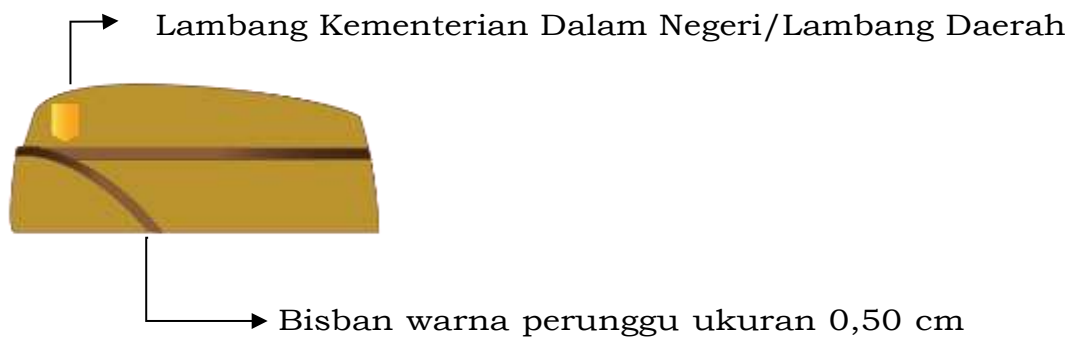 Lambang Kementerian Dalam Negeri/Lambang Daerah
Bisban warna perunggu ukuran 0,50 cm